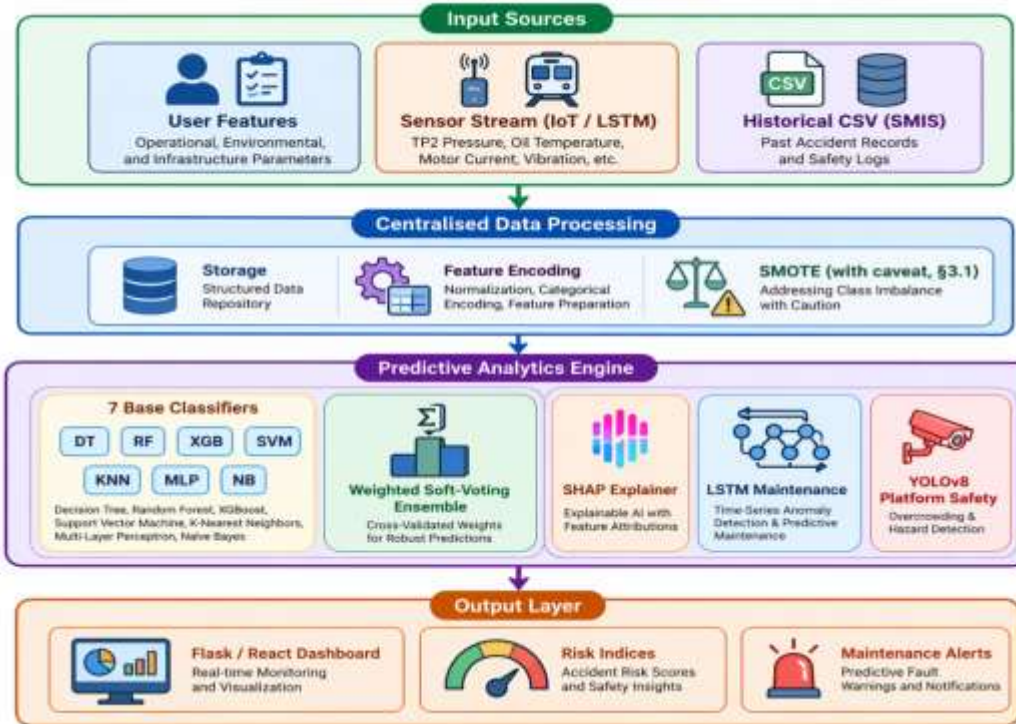 Input Sources
User Features
Operational, Environmental,
and Infrastructure Parameters
Sensor Stream (IoT / LSTM)
TP2 Pressure, Oil Temperature,
Motor Current, Vibration, etc.
CSV
Historical CSV (SMIS)
Past Accident Records
and Safety Logs
Centralised Data Processing
Storage
Structured Data
Repository
Feature Encoding
Normalization, Categorical
Encoding, Feature Preparation
SMOTE (with caveat, §3.1)
Addressing Class Imbalance
with Caution
Predictive Analytics Engine
7 Base Classifiers
DT RF XGB SVM
KNN MLP NB
Decision Tree, Random Forest, XGBoost,
Support Vector Machine, K-Nearest Neighbors,
Multi-Layer Perceptron, Naive Bayes
Σ
Weighted Soft-Voting
Ensemble
Cross-Validated Weights
for Robust Predictions
SHAP Explainer
Explainable AI with
Feature Attributions
LSTM Maintenance
Time-Series Anomaly
Detection & Predictive
Maintenance
YOLOv8
Platform Safety
Overcrowding &
Hazard Detection
Output Layer
Flask / React Dashboard
Real-time Monitoring
and Visualization
Risk Indices
Accident Risk Scores
and Safety Insights
Maintenance Alerts
Predictive Fault
Warnings and Notifications